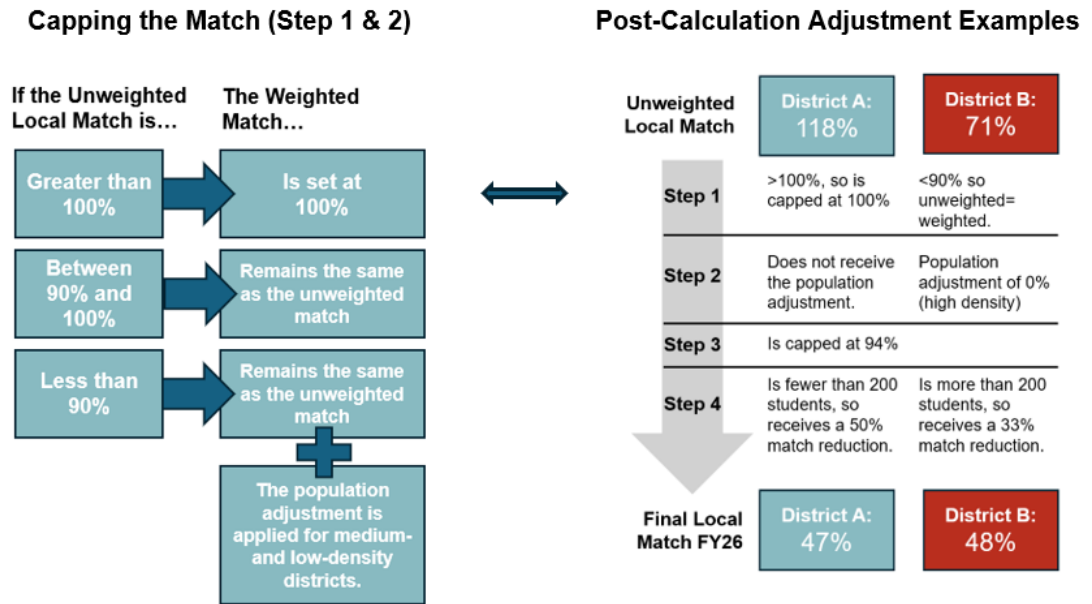 Capping the Match (Step 1 & 2)
If the Unweighted
Local Match is…
The Weighted
Match…
Greater than
100%
Is set at
100%
Between
90% and
100%
Remains the same
as the unweighted
match
Less than
90%
Remains the same
as the unweighted
match
The population
adjustment is
applied for medium-
and low-density
districts.
Post-Calculation Adjustment Examples
Unweighted
Local Match
District A:
118%
District B:
71%
Step 1
>100%, so is
capped at 100%
<90% so
unweighted=
weighted.
Step 2
Does not receive
the population
adjustment.
Population
adjustment of 0%
(high density)
Step 3
Is capped at 94%
Step 4
Is fewer than 200
students, so
receives a 50%
match reduction.
Is more than 200
students, so
receives a 33%
match reduction.
Final Local
Match FY26
District A:
47%
District B:
48%